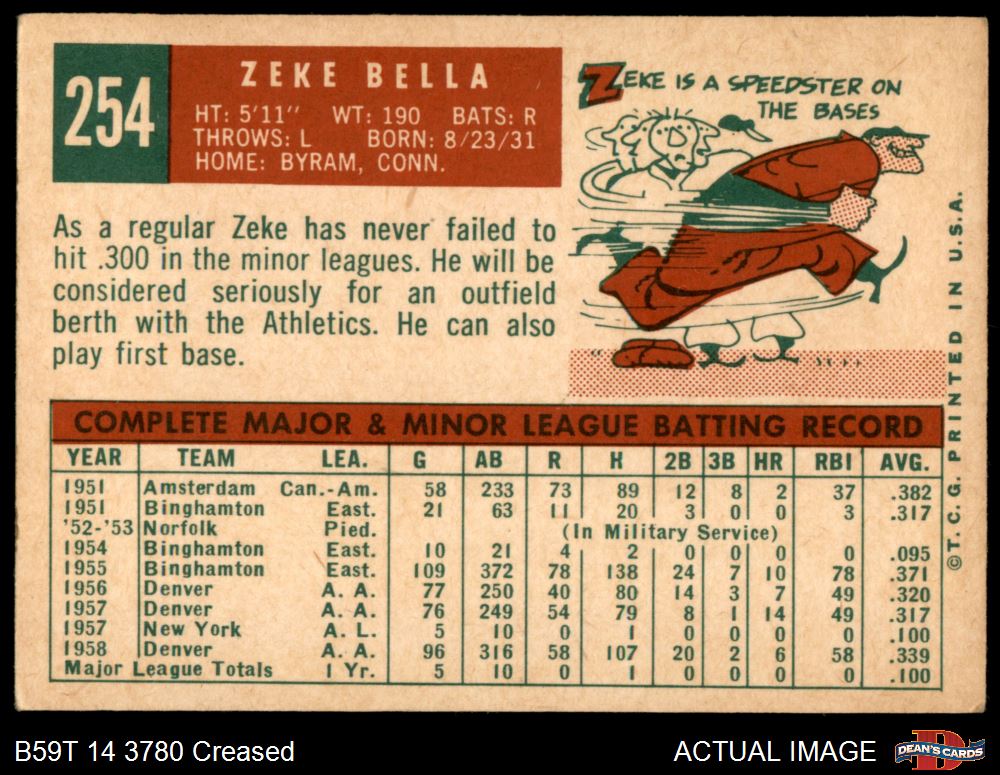 254
ZEKE BELLA
HT: 5'11" WT: 190 BATS: R
THROWS: L BORN: 8/23/31
HOME: BYRAM, CONN.
ZEKE IS A SPEEDSTER ON
THE BASES
As a regular Zeke has never failed to
hit .300 in the minor leagues. He will be
considered seriously for an outfield
berth with the Athletics. He can also
play first base.
COMPLETE MAJOR & MINOR LEAGUE BATTING RECORD
YEAR TEAM LEA. G AB R H 2B 3B HR RBI AVG.
1951 Amsterdam Can.-Am. 58 233 73 89 12 8 2 37 .382
1951 Binghamton East. 21 63 11 20 3 0 0 3 .317
'52-'53 Norfolk Pied. (In Military Service)
1954 Binghamton East. 10 21 4 2 0 0 0 0 .095
1955 Binghamton East. 109 372 78 138 24 7 10 78 .371
1956 Denver A. A. 77 250 40 80 14 3 7 49 .320
1957 Denver A. A. 76 249 54 79 8 1 14 49 .317
1957 New York A. L. 5 10 0 1 0 0 0 0 .100
1958 Denver A. A. 96 316 58 107 20 2 6 58 .339
Major League Totals 1 Yr. 5 10 0 1 0 0 0 0 .100
©T.C.G. PRINTED IN U.S.A.
B59T 14 3780 Creased
ACTUAL IMAGE
D
DEAN'S CARDS